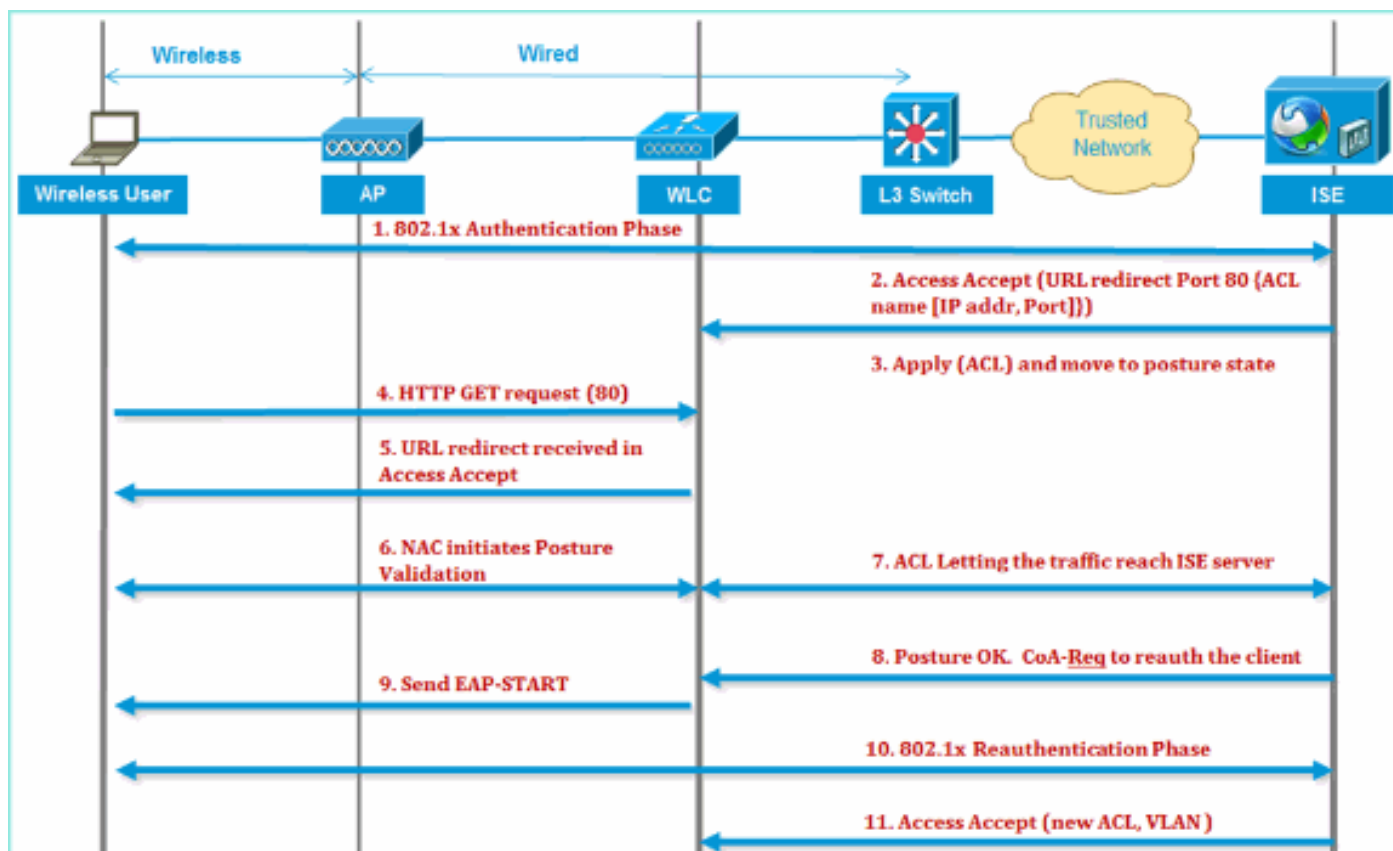 Wireless
Wired
Trusted
Network
Wireless User
AP
WLC
L3 Switch
ISE
1. 802.1x Authentication Phase
2. Access Accept (URL redirect Port 80 {ACL
name [IP addr, Port]})
3. Apply (ACL) and move to posture state
4. HTTP GET request (80)
5. URL redirect received in
Access Accept
6. NAC initiates Posture
Validation
7. ACL Letting the traffic reach ISE server
8. Posture OK. CoA-Req to reauth the client
9. Send EAP-START
10. 802.1x Reauthentication Phase
11. Access Accept (new ACL, VLAN )